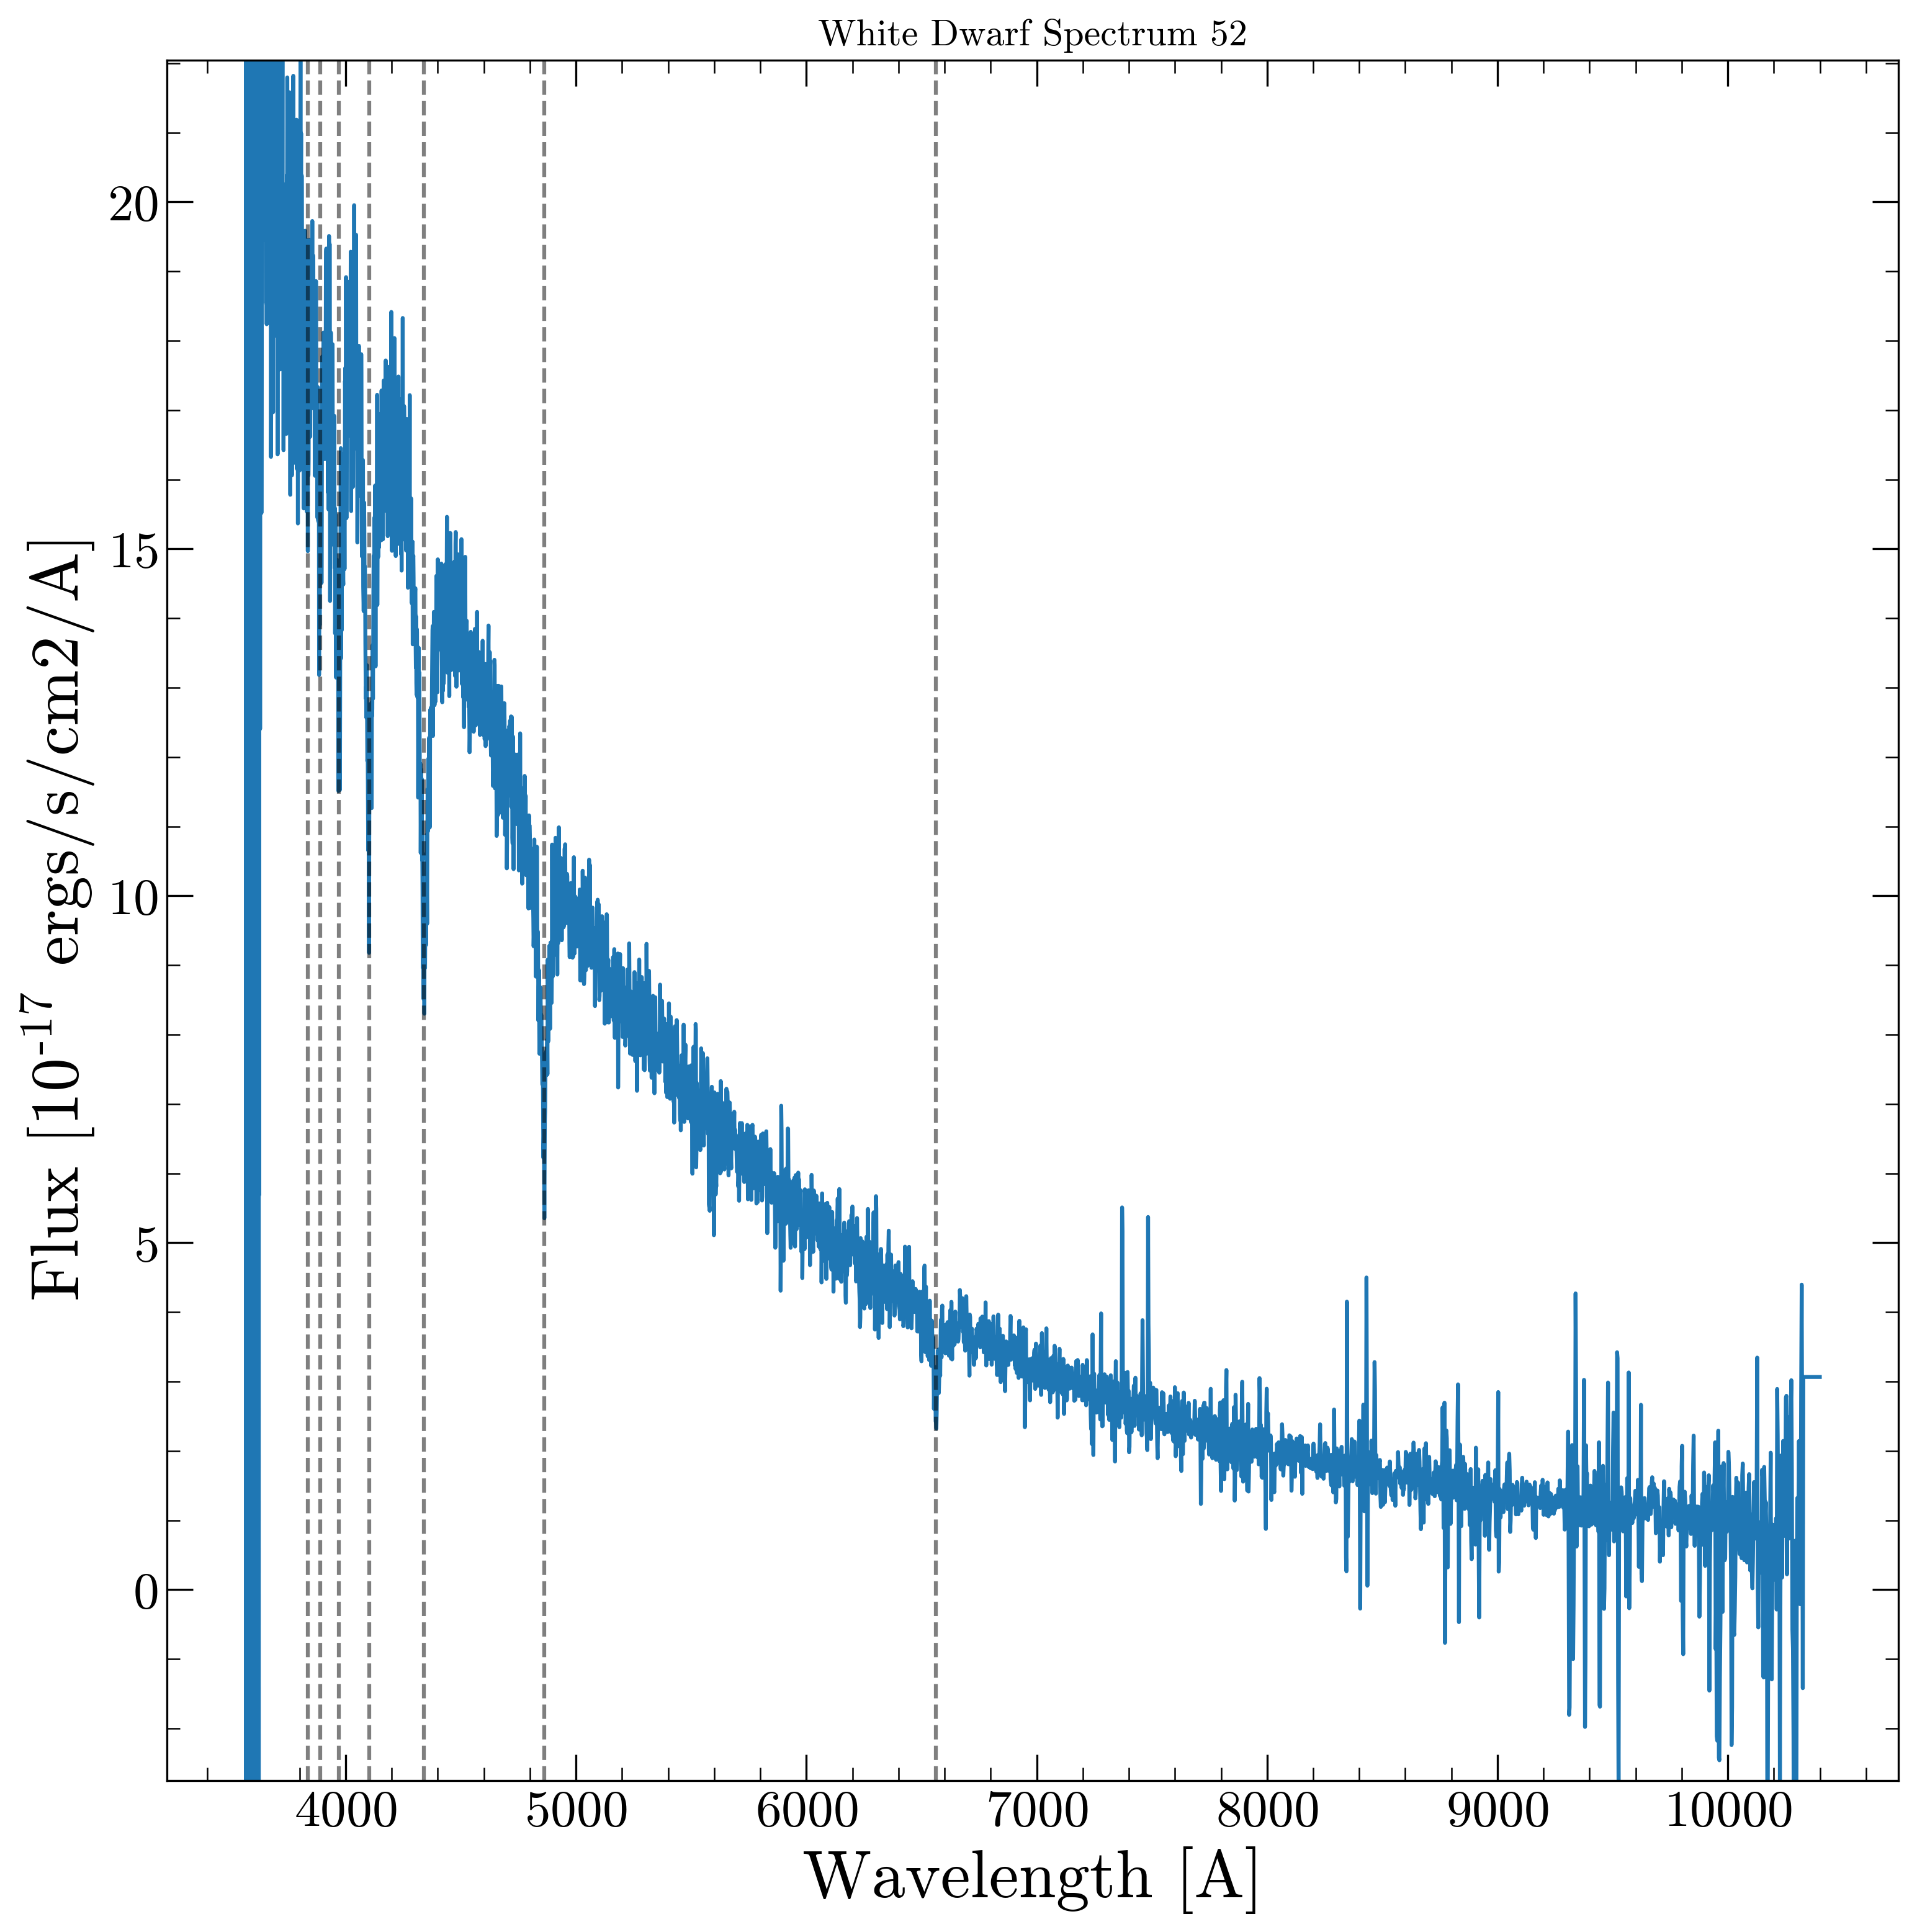 White Dwarf Spectrum 52
20
15
10
5
0
Flux [10⁻¹⁷ ergs/s/cm2/A]
4000 5000 6000 7000 8000 9000 10000
Wavelength [A]